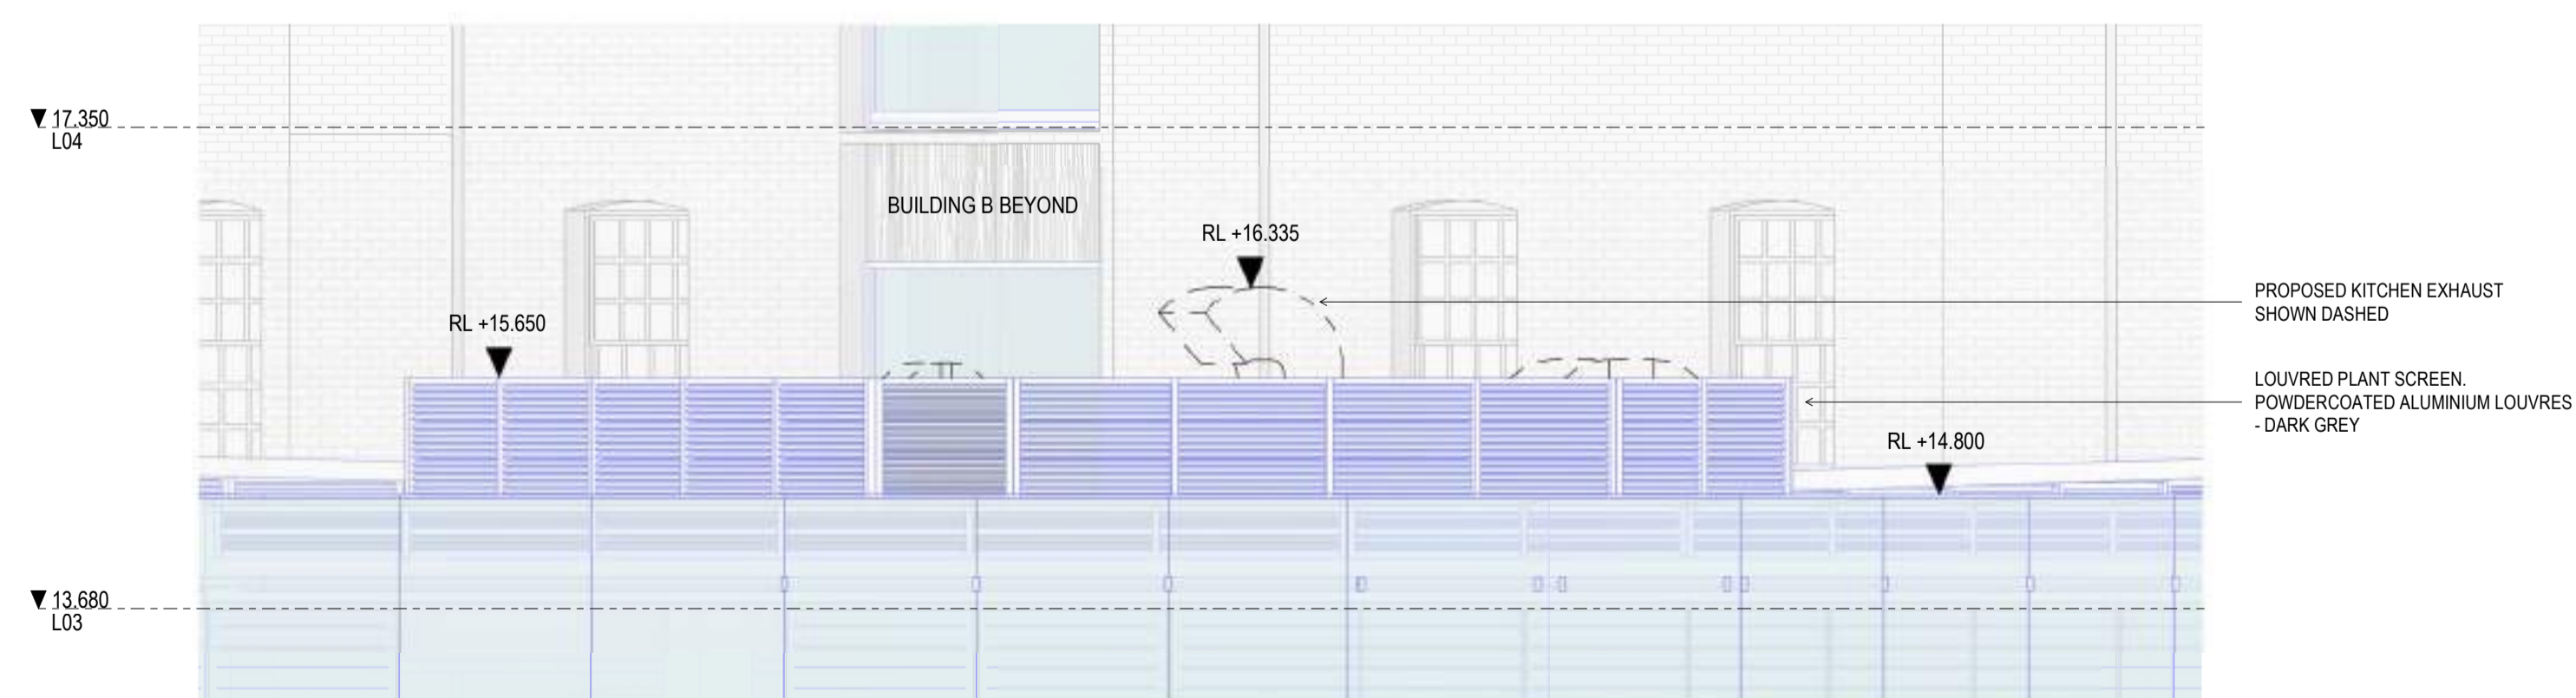 17.350
L04
BUILDING B BEYOND
RL +16.335
RL +15.650
PROPOSED KITCHEN EXHAUST
SHOWN DASHED
LOUVRED PLANT SCREEN.
POWDERCOATED ALUMINIUM LOUVRES
- DARK GREY
RL +14.800
13.680
L03